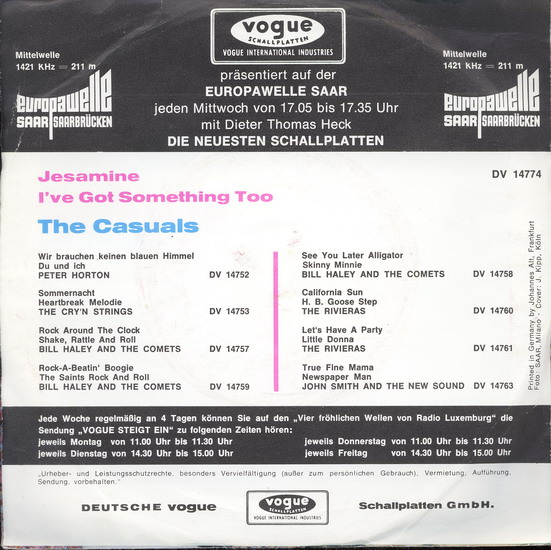 vogue
SCHALLPLATTEN
VOGUE INTERNATIONAL INDUSTRIES
Mittelwelle
1421 KHz = 211 m
europawelle
SAAR SAARBRÜCKEN
präsentiert auf der
EUROPAWELLE SAAR
jeden Mittwoch von 17.05 bis 17.35 Uhr
mit Dieter Thomas Heck
DIE NEUESTEN SCHALLPLATTEN
Mittelwelle
1421 KHz = 211 m
europawelle
SAAR SAARBRÜCKEN
Jesamine
DV 14774
I've Got Something Too
The Casuals
Wir brauchen keinen blauen Himmel
Du und ich
PETER HORTON DV 14752
Sommernacht
Heartbreak Melodie
THE CRY'N STRINGS DV 14753
Rock Around The Clock
Shake, Rattle And Roll
BILL HALEY AND THE COMETS DV 14757
Rock-A-Beatin' Boogie
The Saints Rock And Roll
BILL HALEY AND THE COMETS DV 14759
See You Later Alligator
Skinny Minnie
BILL HALEY AND THE COMETS DV 14758
California Sun
H. B. Goose Step
THE RIVIERAS DV 14760
Let's Have A Party
Little Donna
THE RIVIERAS DV 14761
True Fine Mama
Newspaper Man
JOHN SMITH AND THE NEW SOUND DV 14763
Printed in Germany by Johannes Alt, Frankfurt
Foto: SAAR, Milano - Cover: J. Kipp, Köln
Jede Woche regelmäßig an 4 Tagen können Sie auf den „Vier fröhlichen Wellen von Radio Luxemburg" die
Sendung „VOGUE STEIGT EIN" zu folgenden Zeiten hören:
jeweils Montag von 11.00 Uhr bis 11.30 Uhr
jeweils Dienstag von 14.30 Uhr bis 15.00 Uhr
jeweils Donnerstag von 11.00 Uhr bis 11.30 Uhr
jeweils Freitag von 14.30 Uhr bis 15.00 Uhr
„Urheber- und Leistungsschutzrechte, besonders Vervielfältigung (außer zum persönlichen Gebrauch), Vermietung, Aufführung,
Sendung, vorbehalten."
DEUTSCHE vogue
vogue
SCHALLPLATTEN
VOGUE INTERNATIONAL INDUSTRIES
Schallplatten GmbH.